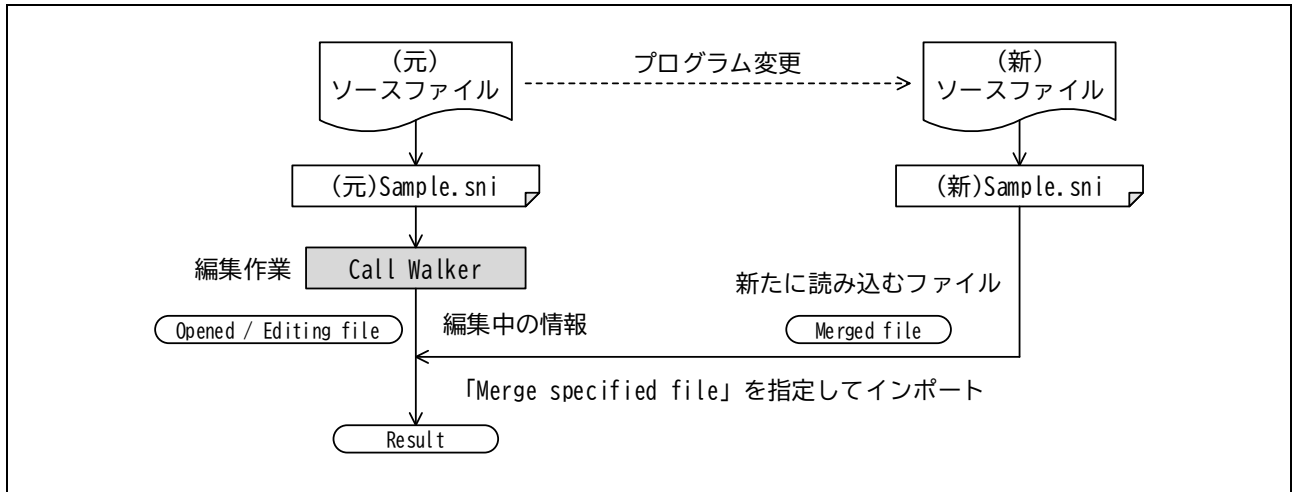 (元)
ソースファイル
プログラム変更
(新)
ソースファイル
(元)Sample.sni
(新)Sample.sni
編集作業
Call Walker
新たに読み込むファイル
Opened / Editing file
編集中の情報
Merged file
「Merge specified file」を指定してインポート
Result